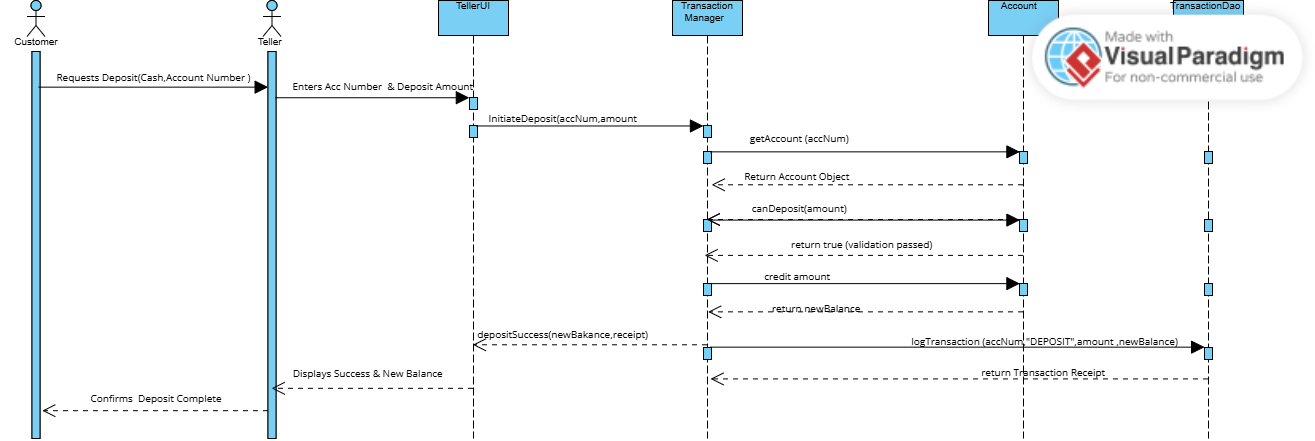 TellerUI
Transaction
Manager
Account
TransactionDao
Customer
Teller
Made with
Visual Paradigm
For non-commercial use
Requests Deposit(Cash,Account Number )
Enters Acc Number & Deposit Amount
InitiateDeposit(accNum,amount
getAccount (accNum)
Return Account Object
canDeposit(amount)
return true (validation passed)
credit amount
return newBalance
depositSuccess(newBakance,receipt)
logTransaction (accNum,"DEPOSIT",amount ,newBalance)
return Transaction Receipt
Displays Success & New Balance
Confirms Deposit Complete